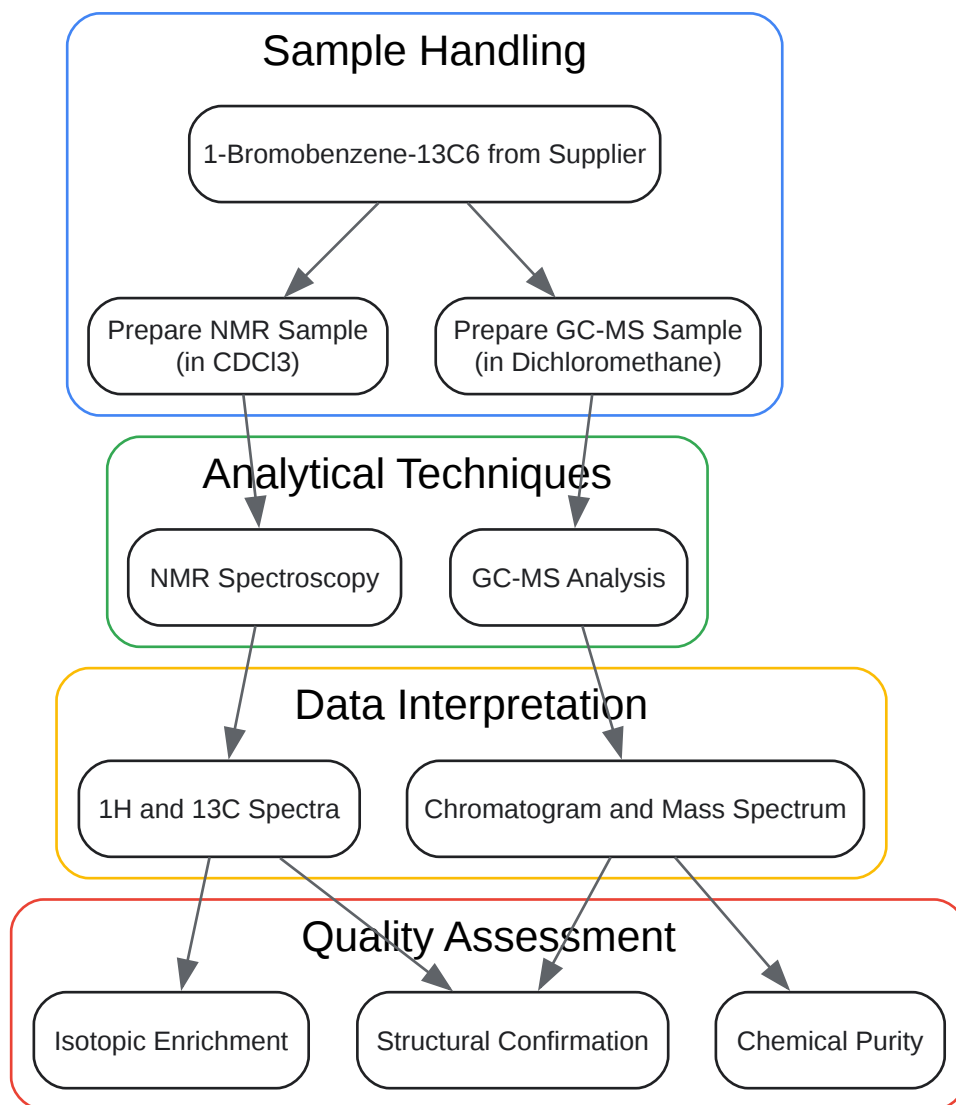 Sample Handling
1-Bromobenzene-13C6 from Supplier
Prepare NMR Sample
(in CDCl3)
Prepare GC-MS Sample
(in Dichloromethane)
Analytical Techniques
NMR Spectroscopy
GC-MS Analysis
Data Interpretation
1H and 13C Spectra
Chromatogram and Mass Spectrum
Quality Assessment
Isotopic Enrichment
Structural Confirmation
Chemical Purity